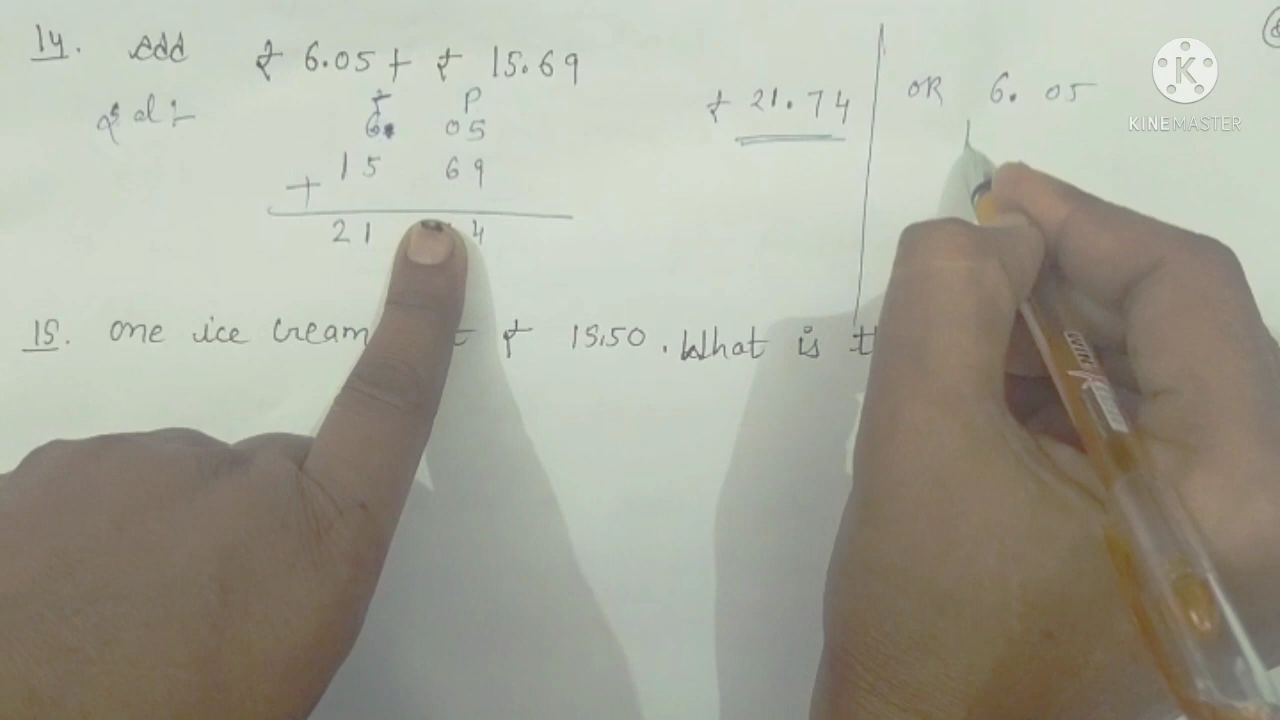 14. Add ₹ 6.05 + ₹ 15.69
Sol :-
₹ P
6. 05
+ 15 69
21 4
₹ 21.74
OR 6. 05
15. One ice cream ₹ 15.50. What is
K
KINEMASTER